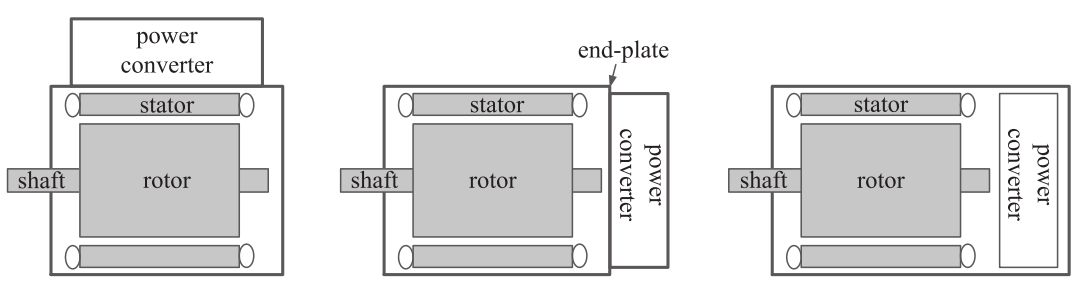 power
converter
stator
shaft
rotor
end-plate
stator
shaft
rotor
power
converter
stator
shaft
rotor
power
converter